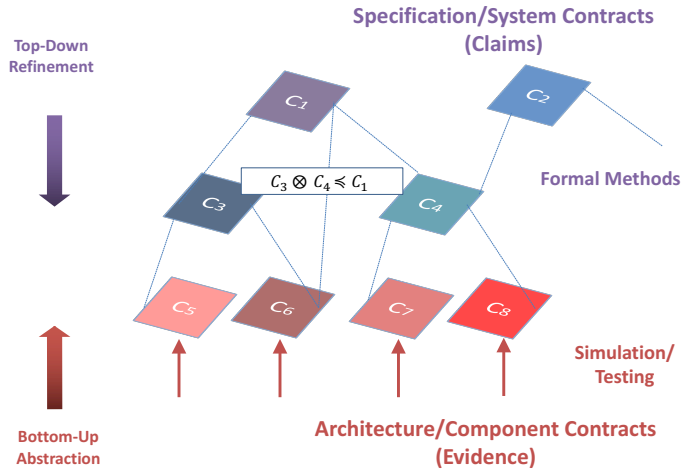 Specification/System Contracts
(Claims)
Top-Down
Refinement
C₁
C₂
C₃ ⊗ C₄ ≼ C₁
Formal Methods
C₃
C₄
C₅
C₆
C₇
C₈
Simulation/
Testing
Architecture/Component Contracts
(Evidence)
Bottom-Up
Abstraction